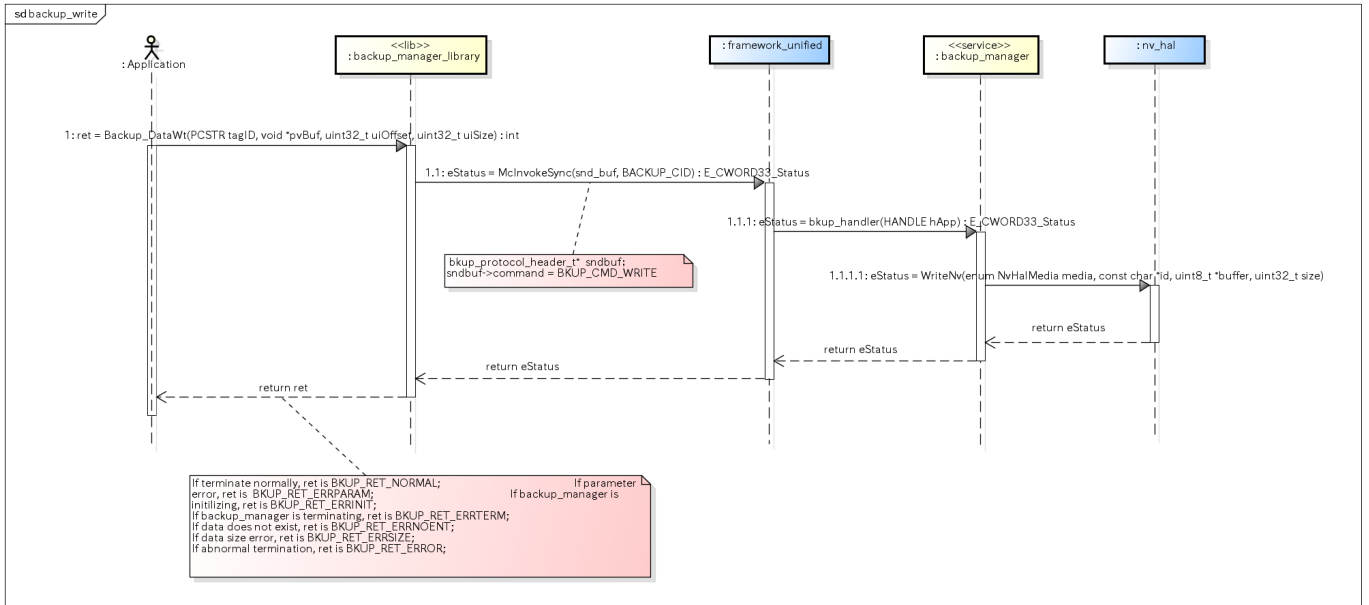 sd backup_write
: Application
<<lib>>
: backup_manager_library
: framework_unified
<<service>>
: backup_manager
: nv_hal
1: ret = Backup_DataWt(PCSTR tagID, void *pvBuf, uint32_t uiOffset, uint32_t uiSize) : int
1.1: eStatus = McInvokeSync(snd_buf, BACKUP_CID) : E_CWORD33_Status
1.1.1: eStatus = bkup_handler(HANDLE hApp) : E_CWORD33_Status
bkup_protocol_header_t* sndbuf;
sndbuf->command = BKUP_CMD_WRITE
1.1.1.1: eStatus = WriteNv(enum NvHalMedia media, const char *id, uint8_t *buffer, uint32_t size)
return eStatus
return eStatus
return eStatus
return ret
If terminate normally, ret is BKUP_RET_NORMAL; If parameter
error, ret is BKUP_RET_ERRPARAM; If backup_manager is
initilizing, ret is BKUP_RET_ERRINIT;
If backup_manager is terminating, ret is BKUP_RET_ERRTERM;
If data does not exist, ret is BKUP_RET_ERRNOENT;
If data size error, ret is BKUP_RET_ERRSIZE;
If abnormal termination, ret is BKUP_RET_ERROR;